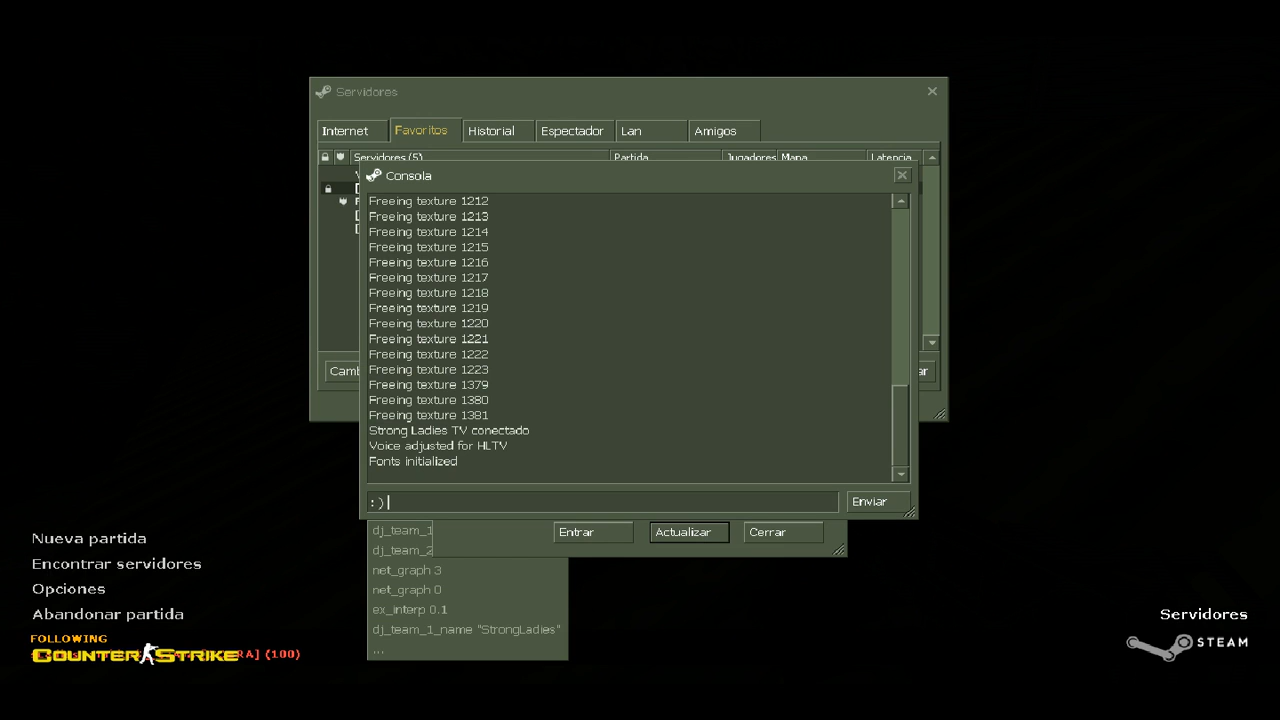 Servidores
Internet
Favoritos
Historial
Espectador
Lan
Amigos
Servidores (5)
Partida
Jugadores
Mapa
Latencia
Consola
Freeing texture 1212
Freeing texture 1213
Freeing texture 1214
Freeing texture 1215
Freeing texture 1216
Freeing texture 1217
Freeing texture 1218
Freeing texture 1219
Freeing texture 1220
Freeing texture 1221
Freeing texture 1222
Freeing texture 1223
Freeing texture 1379
Freeing texture 1380
Freeing texture 1381
Strong Ladies TV conectado
Voice adjusted for HLTV
Fonts initialized
Camb
ar
:)
Enviar
dj_team_1
dj_team_2
net_graph 3
net_graph 0
ex_interp 0.1
dj_team_1_name "StrongLadies"
...
Entrar
Actualizar
Cerrar
Nueva partida
Encontrar servidores
Opciones
Abandonar partida
FOLLOWING
COUNTER STRIKE
RA] (100)
Servidores
STEAM